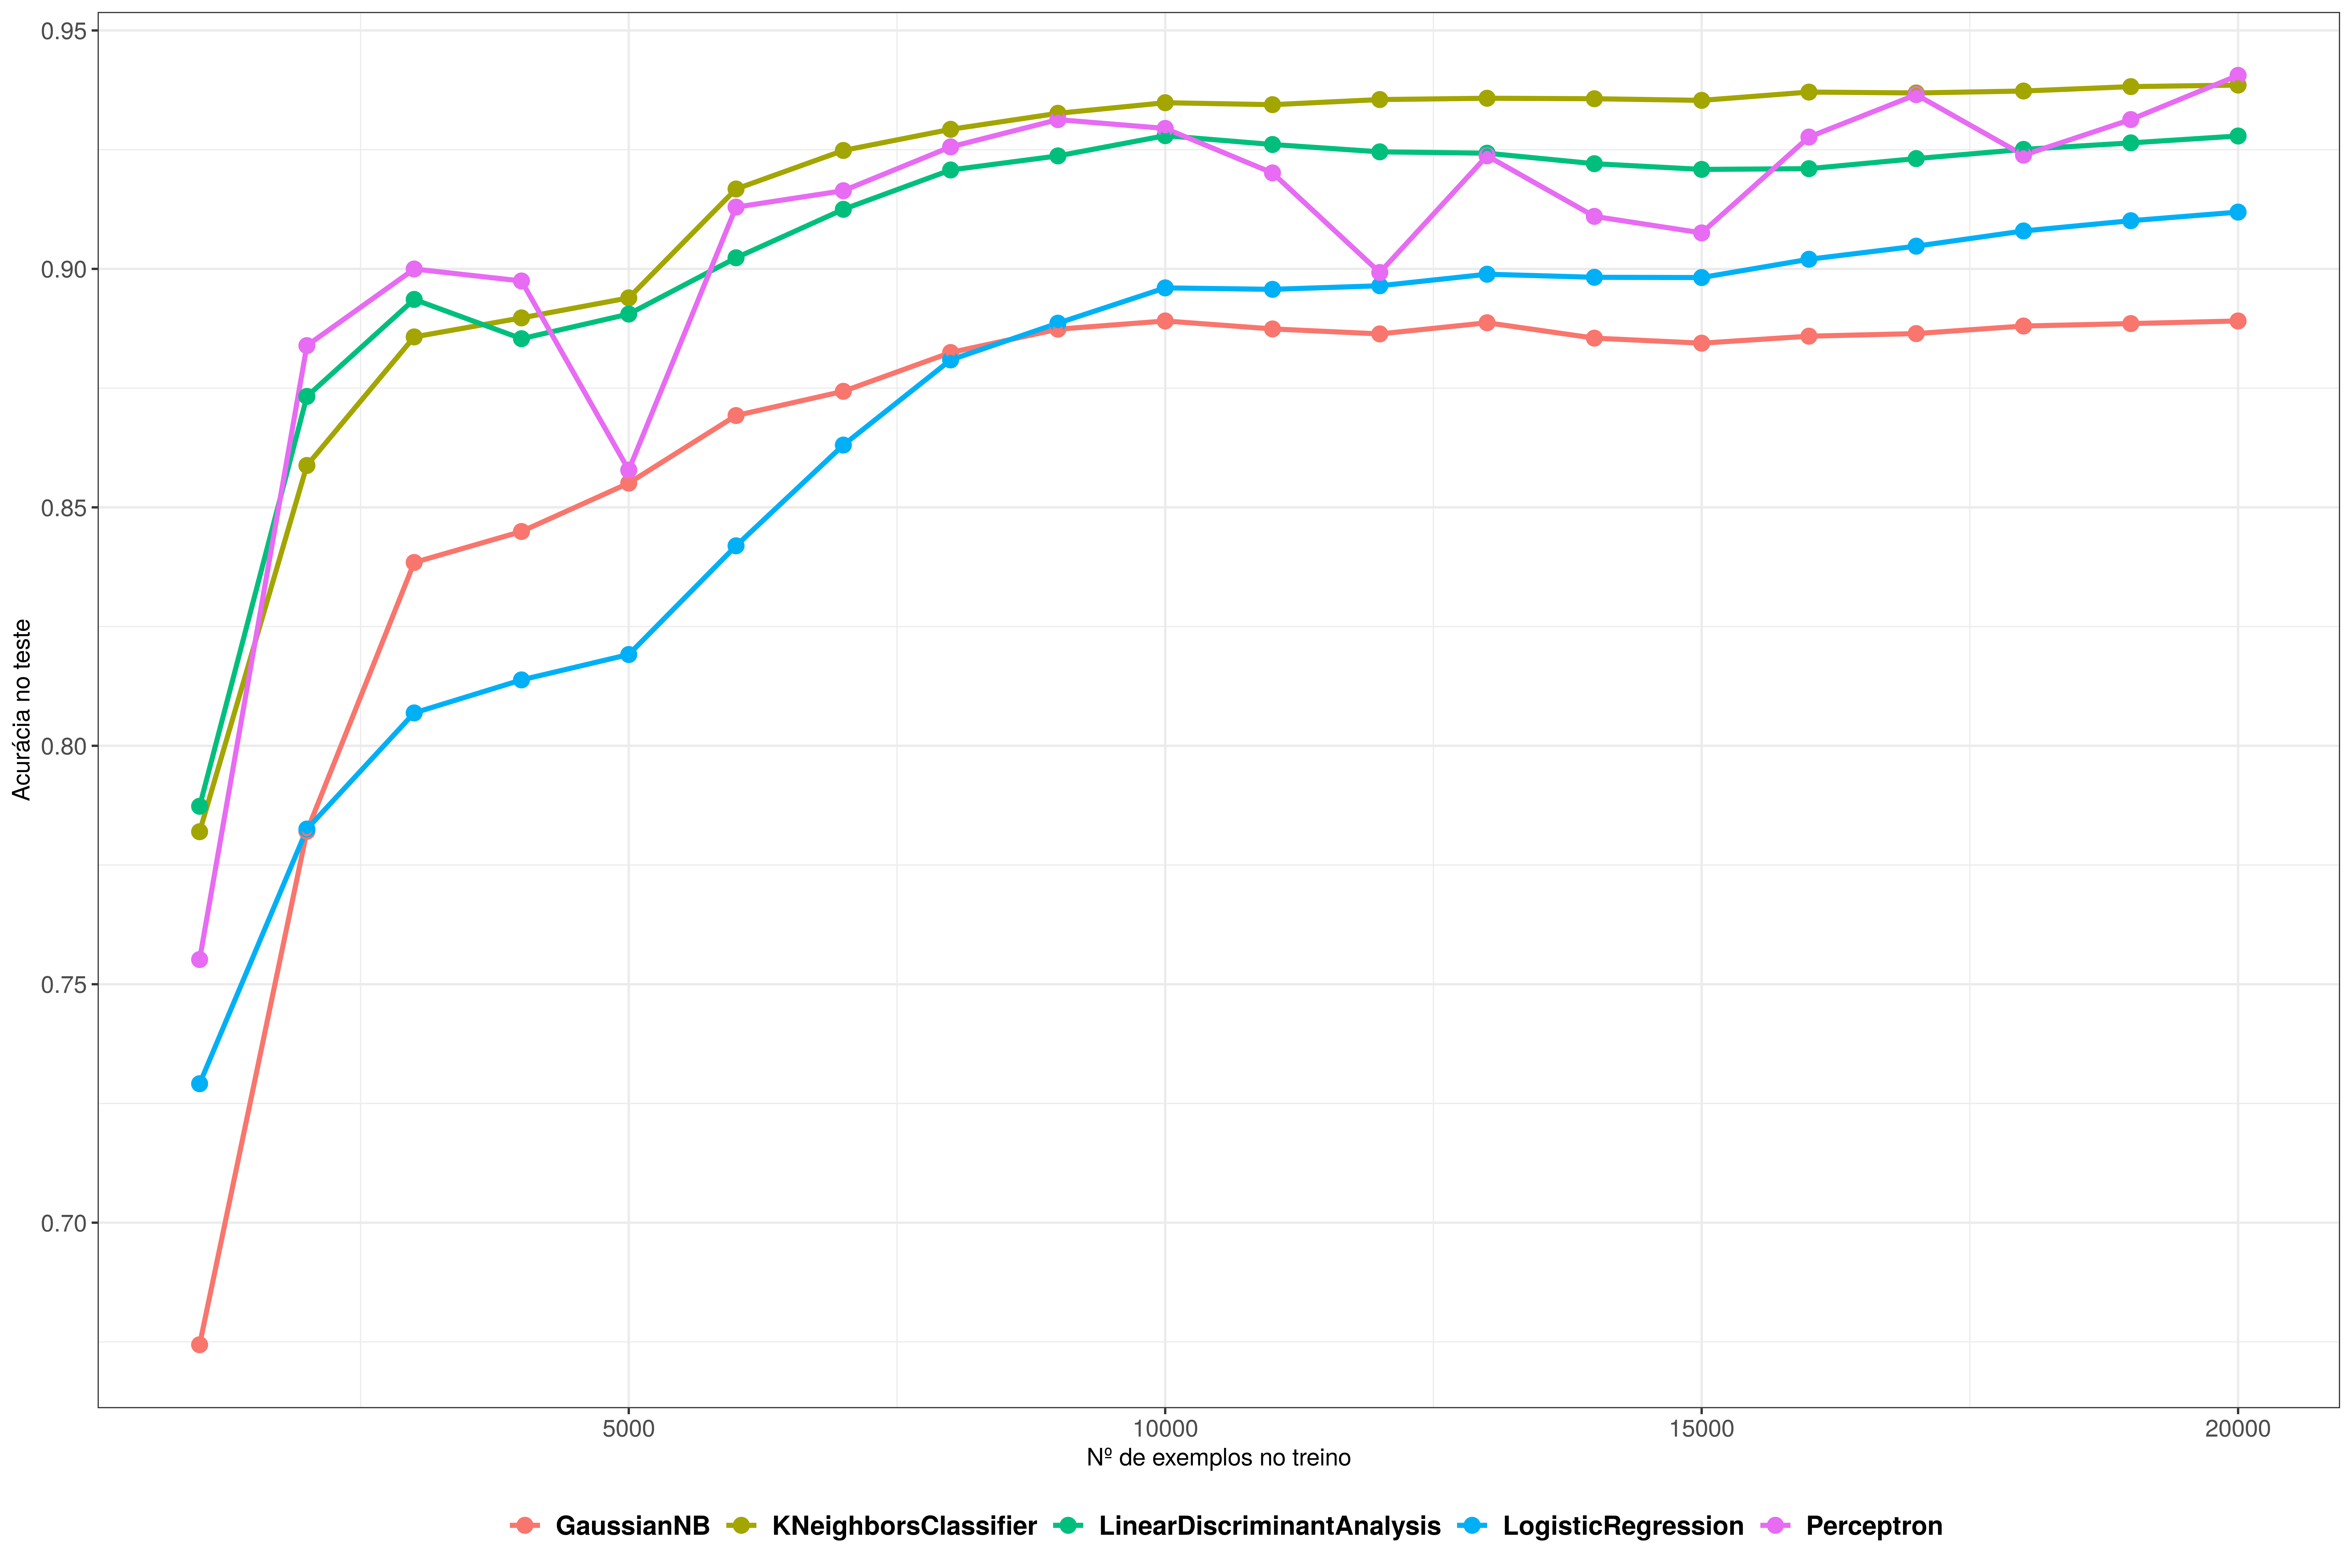 0.95
0.90
0.85
0.80
0.75
0.70
Acurácia no teste
5000 10000 15000 20000
Nº de exemplos no treino
GaussianNB KNeighborsClassifier LinearDiscriminantAnalysis LogisticRegression Perceptron